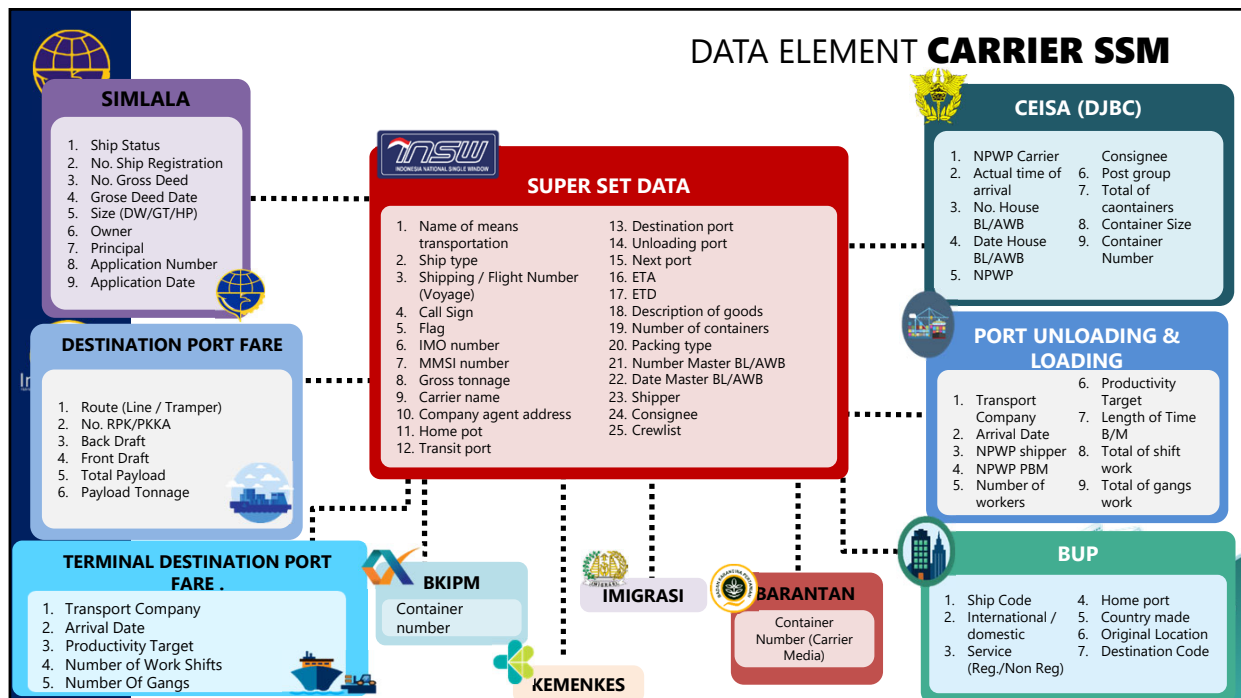 DATA ELEMENT CARRIER SSM
SIMLALA
1. Ship Status
2. No. Ship Registration
3. No. Gross Deed
4. Grose Deed Date
5. Size (DW/GT/HP)
6. Owner
7. Principal
8. Application Number
9. Application Date
DESTINATION PORT FARE
In
1. Route (Line / Tramper)
2. No. RPK/PKKA
3. Back Draft
4. Front Draft
5. Total Payload
6. Payload Tonnage
TERMINAL DESTINATION PORT
FARE .
1. Transport Company
2. Arrival Date
3. Productivity Target
4. Number of Work Shifts
5. Number Of Gangs
INSW
INDONESIA NATIONAL SINGLE WINDOW
SUPER SET DATA
1. Name of means
transportation
2. Ship type
3. Shipping / Flight Number
(Voyage)
4. Call Sign
5. Flag
6. IMO number
7. MMSI number
8. Gross tonnage
9. Carrier name
10. Company agent address
11. Home pot
12. Transit port
13. Destination port
14. Unloading port
15. Next port
16. ETA
17. ETD
18. Description of goods
19. Number of containers
20. Packing type
21. Number Master BL/AWB
22. Date Master BL/AWB
23. Shipper
24. Consignee
25. Crewlist
BKIPM
Container
number
KEMENKES
IMIGRASI
IMIGRASI
BARANTAN
Container
Number (Carrier
Media)
CEISA (DJBC)
1. NPWP Carrier
2. Actual time of
arrival
3. No. House
BL/AWB
4. Date House
BL/AWB
5. NPWP
Consignee
6. Post group
7. Total of
caontainers
8. Container Size
9. Container
Number
PORT UNLOADING &
LOADING
1. Transport
Company
2. Arrival Date
3. NPWP shipper
4. NPWP PBM
5. Number of
workers
6. Productivity
Target
7. Length of Time
B/M
8. Total of shift
work
9. Total of gangs
work
BUP
1. Ship Code
2. International /
domestic
3. Service
(Reg./Non Reg)
4. Home port
5. Country made
6. Original Location
7. Destination Code